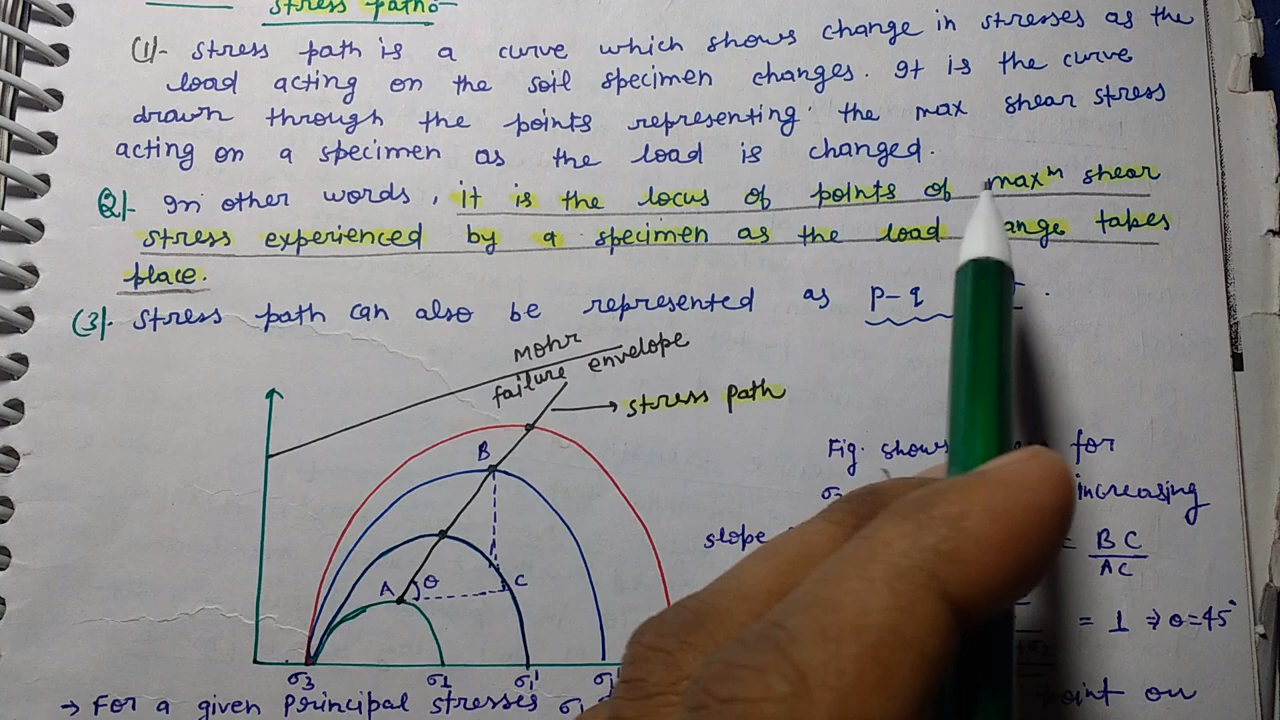 Stress Path:-
(1)- Stress path is a curve which shows change in stresses as the
load acting on the soil specimen changes. It is the curve
drawn through the points representing the max shear stress
acting on a specimen as the load is changed.
(2)- In other words, it is the locus of points of maxᵐ shear
stress experienced by a specimen as the load ange takes
place.
(3)- Stress path can also be represented as P-q
Mohr
failure envelope
stress path
B
A θ C
σ3 σ1 σ1' σ1'
Fig. shows for
increasing
slope = BC
AC
= 1 ⇒ θ=45°
→ For a given Principal stresses σ1 point on